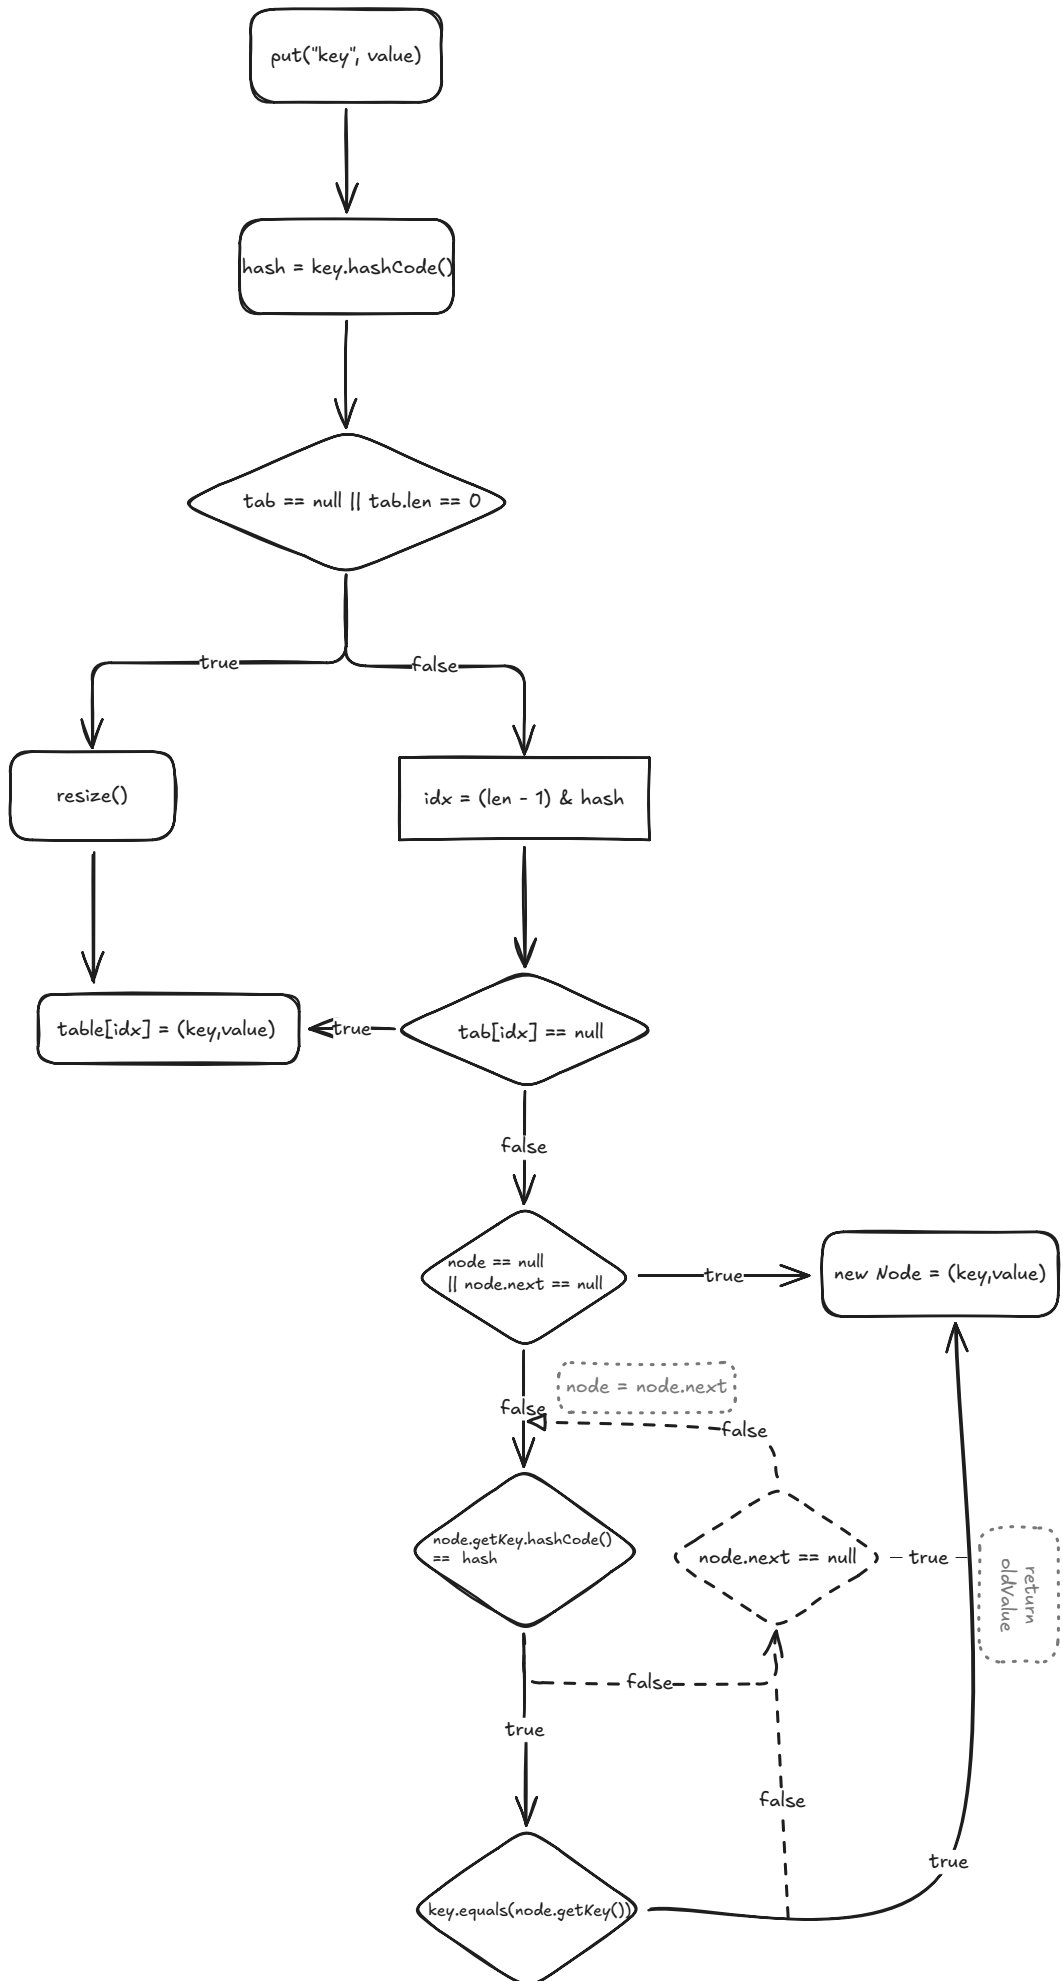 put("key", value)
hash = key.hashCode()
tab == null || tab.len == 0
true
false
resize()
idx = (len - 1) & hash
table[idx] = (key,value)
true
tab[idx] == null
false
node == null
|| node.next == null
true
new Node = (key,value)
node = node.next
false
false
node.getKey.hashCode()
== hash
node.next == null
true
return
oldValue
false
true
false
true
key.equals(node.getKey())